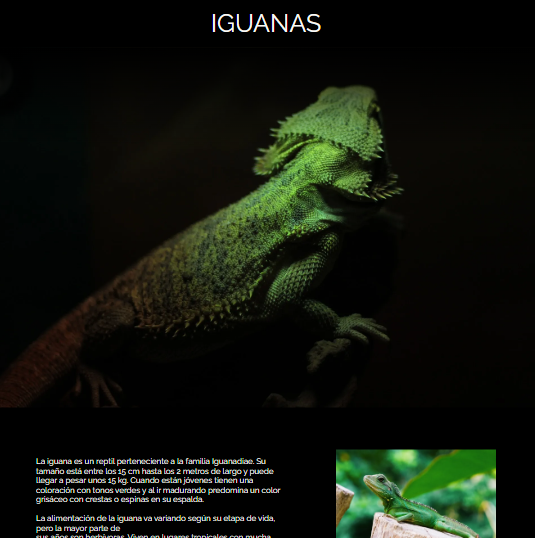 IGUANAS
La iguana es un reptil perteneciente a la familia Iguanadiae. Su
tamaño está entre los 15 cm hasta los 2 metros de largo y puede
llegar a pesar unos 15 kg. Cuando están jóvenes tienen una
coloración con tonos verdes y al ir madurando predomina un color
grisáceo con crestas o espinas en su espalda.
La alimentación de la iguana va variando según su etapa de vida,
pero la mayor parte de
sus años son herbívoras. Viven en lugares tropicales con mucha